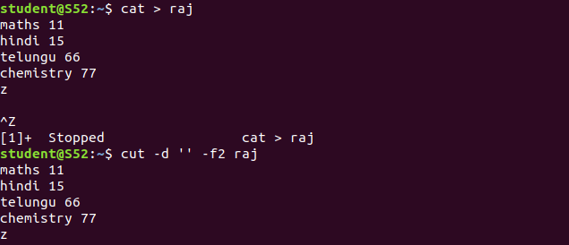 student@S52:~$ cat > raj
maths 11
hindi 15
telungu 66
chemistry 77
z
^Z
[1]+  Stopped                 cat > raj
student@S52:~$ cut -d '' -f2 raj
maths 11
hindi 15
telungu 66
chemistry 77
z